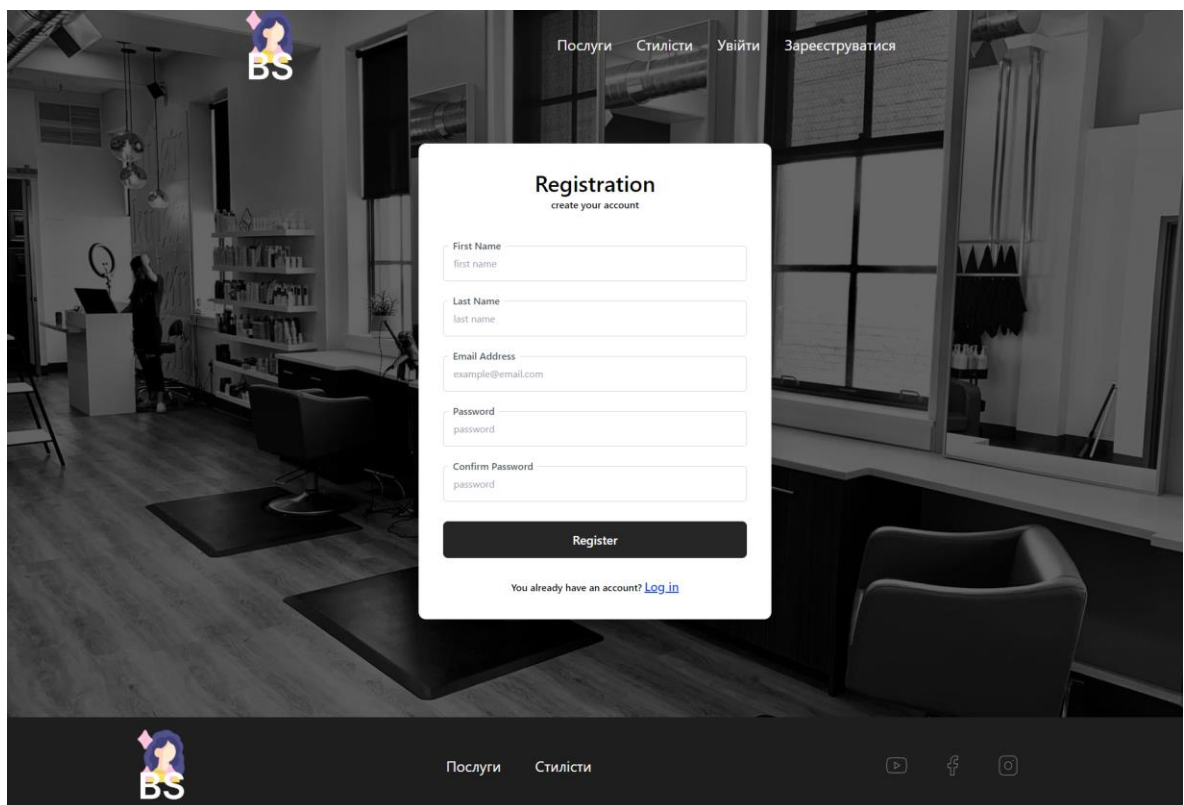 BS
Послуги Стилісти Увійти Зареєструватися
Registration
create your account
First Name
first name
Last Name
last name
Email Address
example@email.com
Password
password
Confirm Password
password
Register
You already have an account? Log in
BS
Послуги Стилісти